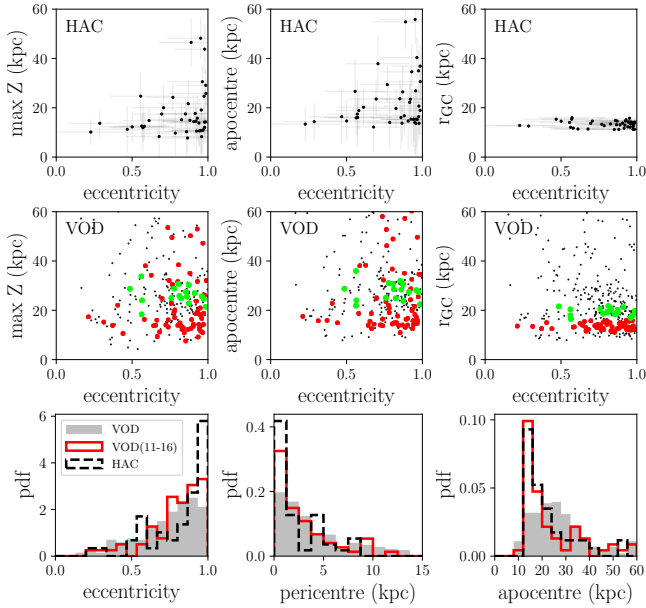 HAC
60
40
20
0
0.0
0.5
1.0
max Z (kpc)
eccentricity
HAC
60
40
20
0
0.0
0.5
1.0
apocentre (kpc)
eccentricity
HAC
60
40
20
0
0.0
0.5
1.0
rGC (kpc)
eccentricity
VOD
60
40
20
0
0.0
0.5
1.0
max Z (kpc)
eccentricity
VOD
60
40
20
0
0.0
0.5
1.0
apocentre (kpc)
eccentricity
VOD
60
40
20
0
0.0
0.5
1.0
rGC (kpc)
eccentricity
VOD
VOD(11-16)
HAC
6
4
2
0
0.0
0.5
1.0
pdf
eccentricity
0.4
0.2
0.0
0
5
10
15
pdf
pericentre (kpc)
0.10
0.05
0.00
0
10
20
30
40
50
60
pdf
apocentre (kpc)